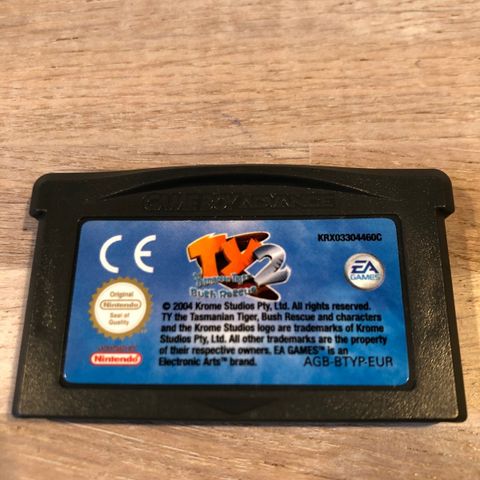 GAME BOY ADVANCE
KRX03304460C
CE
TY 2
Bush Rescue
EA
GAMES
Original
Nintendo
Seal of
Quality
© 2004 Krome Studios Pty, Ltd. All rights reserved.
TY the Tasmanian Tiger, Bush Rescue and characters
and the Krome Studios logo are trademarks of Krome
Studios Pty, Ltd. All other trademarks are the property
of their respective owners. EA GAMES™ is an
Electronic Arts™ brand.
AGB-BTYP-EUR
LICENSED BY
Nintendo